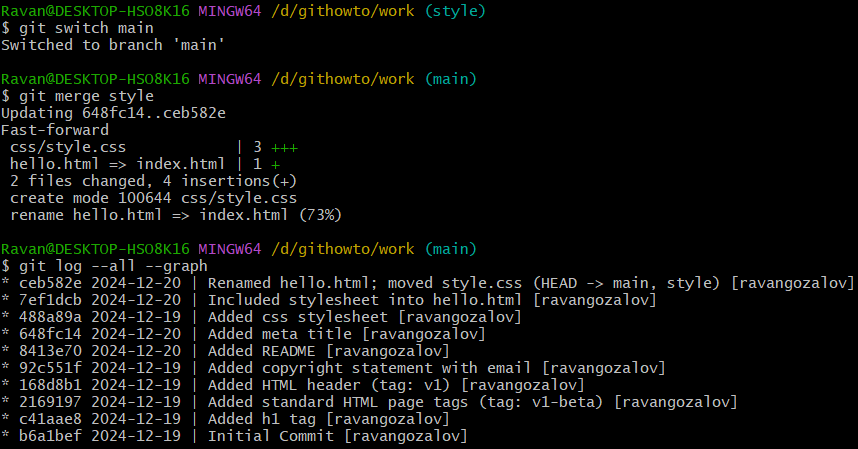 Ravan@DESKTOP-HSO8K16 MINGW64 /d/githowto/work (style)
$ git switch main
Switched to branch 'main'
Ravan@DESKTOP-HSO8K16 MINGW64 /d/githowto/work (main)
$ git merge style
Updating 648fc14..ceb582e
Fast-forward
css/style.css | 3 +++
hello.html => index.html | 1 +
2 files changed, 4 insertions(+)
create mode 100644 css/style.css
rename hello.html => index.html (73%)
Ravan@DESKTOP-HSO8K16 MINGW64 /d/githowto/work (main)
$ git log --all --graph
* ceb582e 2024-12-20 | Renamed hello.html; moved style.css (HEAD -> main, style) [ravangozalov]
* 7ef1dcb 2024-12-20 | Included stylesheet into hello.html [ravangozalov]
* 488a89a 2024-12-19 | Added css stylesheet [ravangozalov]
* 648fc14 2024-12-20 | Added meta title [ravangozalov]
* 8413e70 2024-12-20 | Added README [ravangozalov]
* 92c551f 2024-12-19 | Added copyright statement with email [ravangozalov]
* 168d8b1 2024-12-19 | Added HTML header (tag: v1) [ravangozalov]
* 2169197 2024-12-19 | Added standard HTML page tags (tag: v1-beta) [ravangozalov]
* c41aae8 2024-12-19 | Added h1 tag [ravangozalov]
* b6a1bef 2024-12-19 | Initial Commit [ravangozalov]